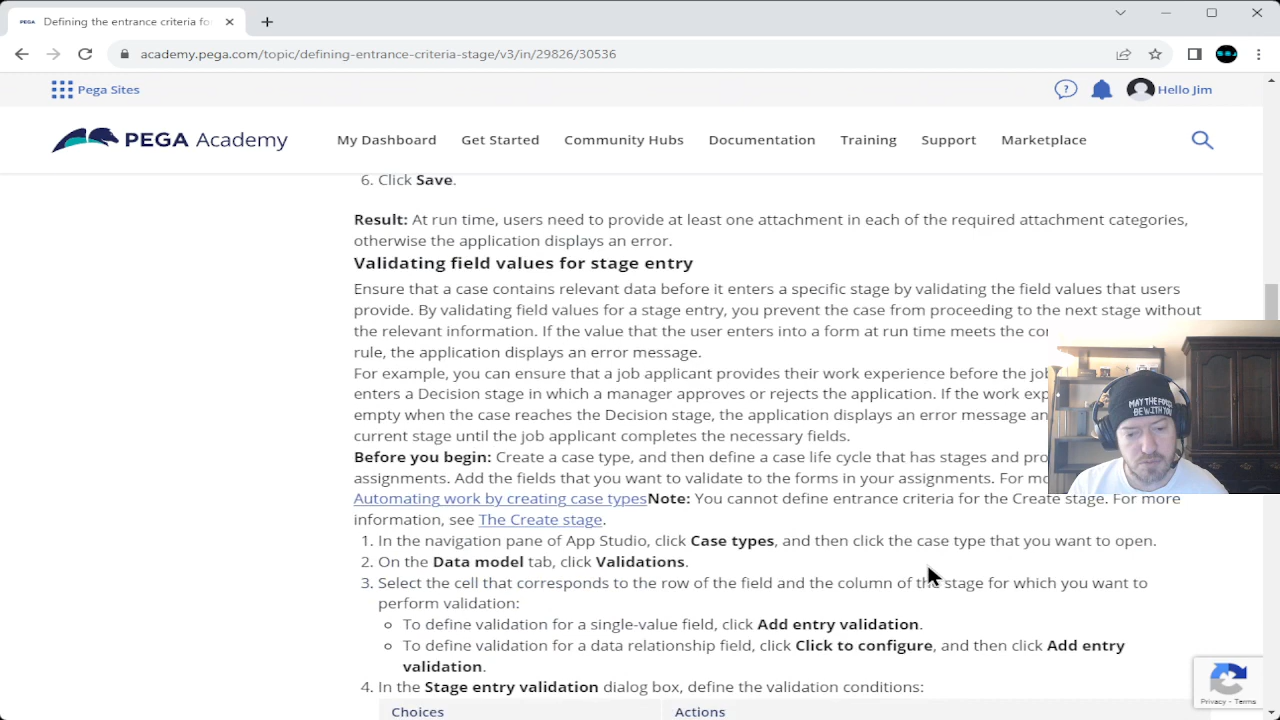 PEGA Defining the entrance criteria fo
academy.pega.com/topic/defining-entrance-criteria-stage/v3/in/29826/30536
Pega Sites
Hello Jim
PEGA Academy
My Dashboard Get Started Community Hubs Documentation Training Support Marketplace
6. Click Save.
Result: At run time, users need to provide at least one attachment in each of the required attachment categories,
otherwise the application displays an error.
Validating field values for stage entry
Ensure that a case contains relevant data before it enters a specific stage by validating the field values that users
provide. By validating field values for a stage entry, you prevent the case from proceeding to the next stage without
the relevant information. If the value that the user enters into a form at run time meets the co
rule, the application displays an error message.
For example, you can ensure that a job applicant provides their work experience before the job
enters a Decision stage in which a manager approves or rejects the application. If the work exp
empty when the case reaches the Decision stage, the application displays an error message an
current stage until the job applicant completes the necessary fields.
MAY THE FORCE
BE WITH YOU
Before you begin: Create a case type, and then define a case life cycle that has stages and pro
assignments. Add the fields that you want to validate to the forms in your assignments. For mo
Automating work by creating case typesNote: You cannot define entrance criteria for the Create stage. For more
information, see The Create stage.
1. In the navigation pane of App Studio, click Case types, and then click the case type that you want to open.
2. On the Data model tab, click Validations.
3. Select the cell that corresponds to the row of the field and the column of the stage for which you want to
perform validation:
To define validation for a single-value field, click Add entry validation.
To define validation for a data relationship field, click Click to configure, and then click Add entry
validation.
4. In the Stage entry validation dialog box, define the validation conditions:
Choices Actions
Privacy - Terms